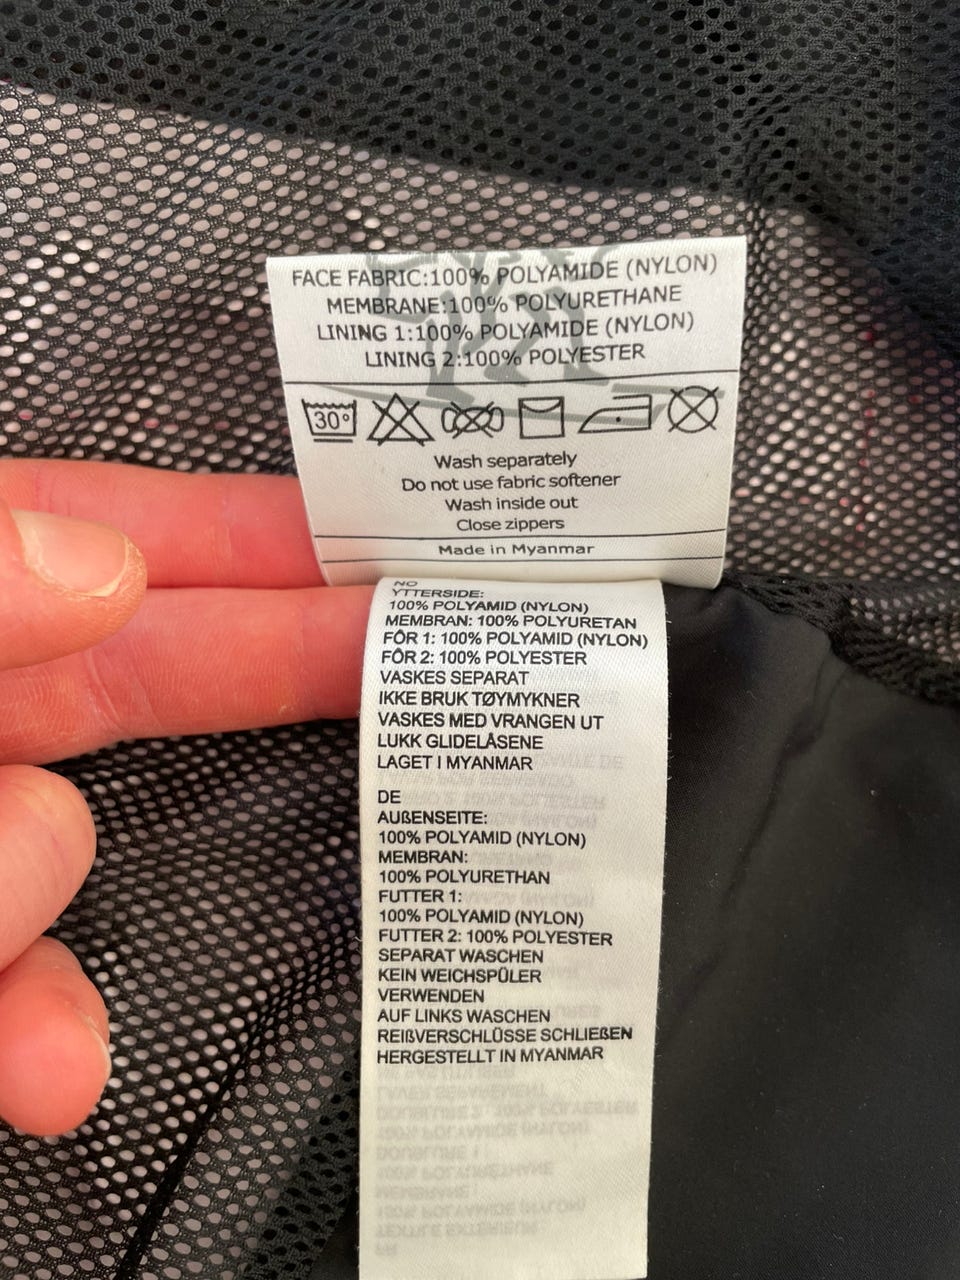 FACE FABRIC:100% POLYAMIDE (NYLON)
MEMBRANE:100% POLYURETHANE
LINING 1:100% POLYAMIDE (NYLON)
LINING 2:100% POLYESTER
30°
Wash separately
Do not use fabric softener
Wash inside out
Close zippers
Made in Myanmar
NO
YTTERSIDE:
100% POLYAMID (NYLON)
MEMBRAN: 100% POLYURETAN
FÔR 1: 100% POLYAMID (NYLON)
FÔR 2: 100% POLYESTER
VASKES SEPARAT
IKKE BRUK TØYMYKNER
VASKES MED VRANGEN UT
LUKK GLIDELÅSENE
LAGET I MYANMAR
DE
AUßENSEITE:
100% POLYAMID (NYLON)
MEMBRAN:
100% POLYURETHAN
FUTTER 1:
100% POLYAMID (NYLON)
FUTTER 2: 100% POLYESTER
SEPARAT WASCHEN
KEIN WEICHSPÜLER
VERWENDEN
AUF LINKS WASCHEN
REIßVERSCHLÜSSE SCHLIEßEN
HERGESTELLT IN MYANMAR